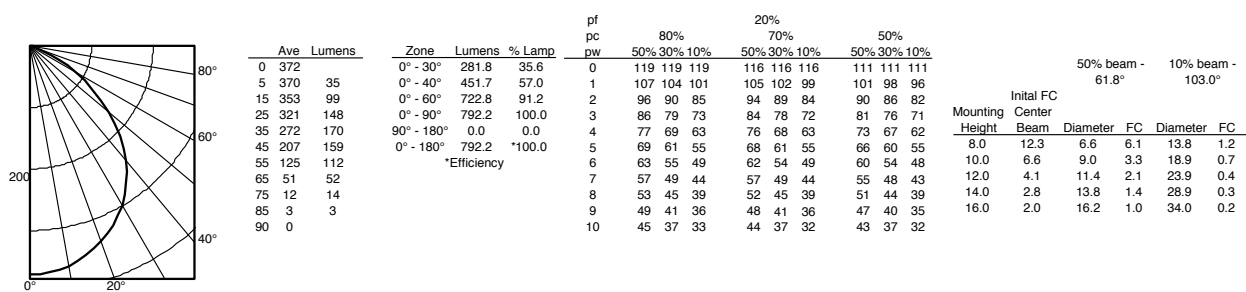 80°
60°
200
40°
0° 20°
Ave Lumens
0 372
5 370 35
15 353 99
25 321 148
35 272 170
45 207 159
55 125 112
65 51 52
75 12 14
85 3 3
90 0
Zone Lumens % Lamp
0° - 30° 281.8 35.6
0° - 40° 451.7 57.0
0° - 60° 722.8 91.2
0° - 90° 792.2 100.0
90° - 180° 0.0 0.0
0° - 180° 792.2 *100.0
*Efficiency
pf 20%
pc 80% 70% 50%
pw 50% 30% 10% 50% 30% 10% 50% 30% 10%
0 119 119 119 116 116 116 111 111 111
1 107 104 101 105 102 99 101 98 96
2 96 90 85 94 89 84 90 86 82
3 86 79 73 84 78 72 81 76 71
4 77 69 63 76 68 63 73 67 62
5 69 61 55 68 61 55 66 60 55
6 63 55 49 62 54 49 60 54 48
7 57 49 44 57 49 44 55 48 43
8 53 45 39 52 45 39 51 44 39
9 49 41 36 48 41 36 47 40 35
10 45 37 33 44 37 32 43 37 32
50% beam - 10% beam -
61.8° 103.0°
Inital FC
Mounting Center
Height Beam Diameter FC Diameter FC
8.0 12.3 6.6 6.1 13.8 1.2
10.0 6.6 9.0 3.3 18.9 0.7
12.0 4.1 11.4 2.1 23.9 0.4
14.0 2.8 13.8 1.4 28.9 0.3
16.0 2.0 16.2 1.0 34.0 0.2